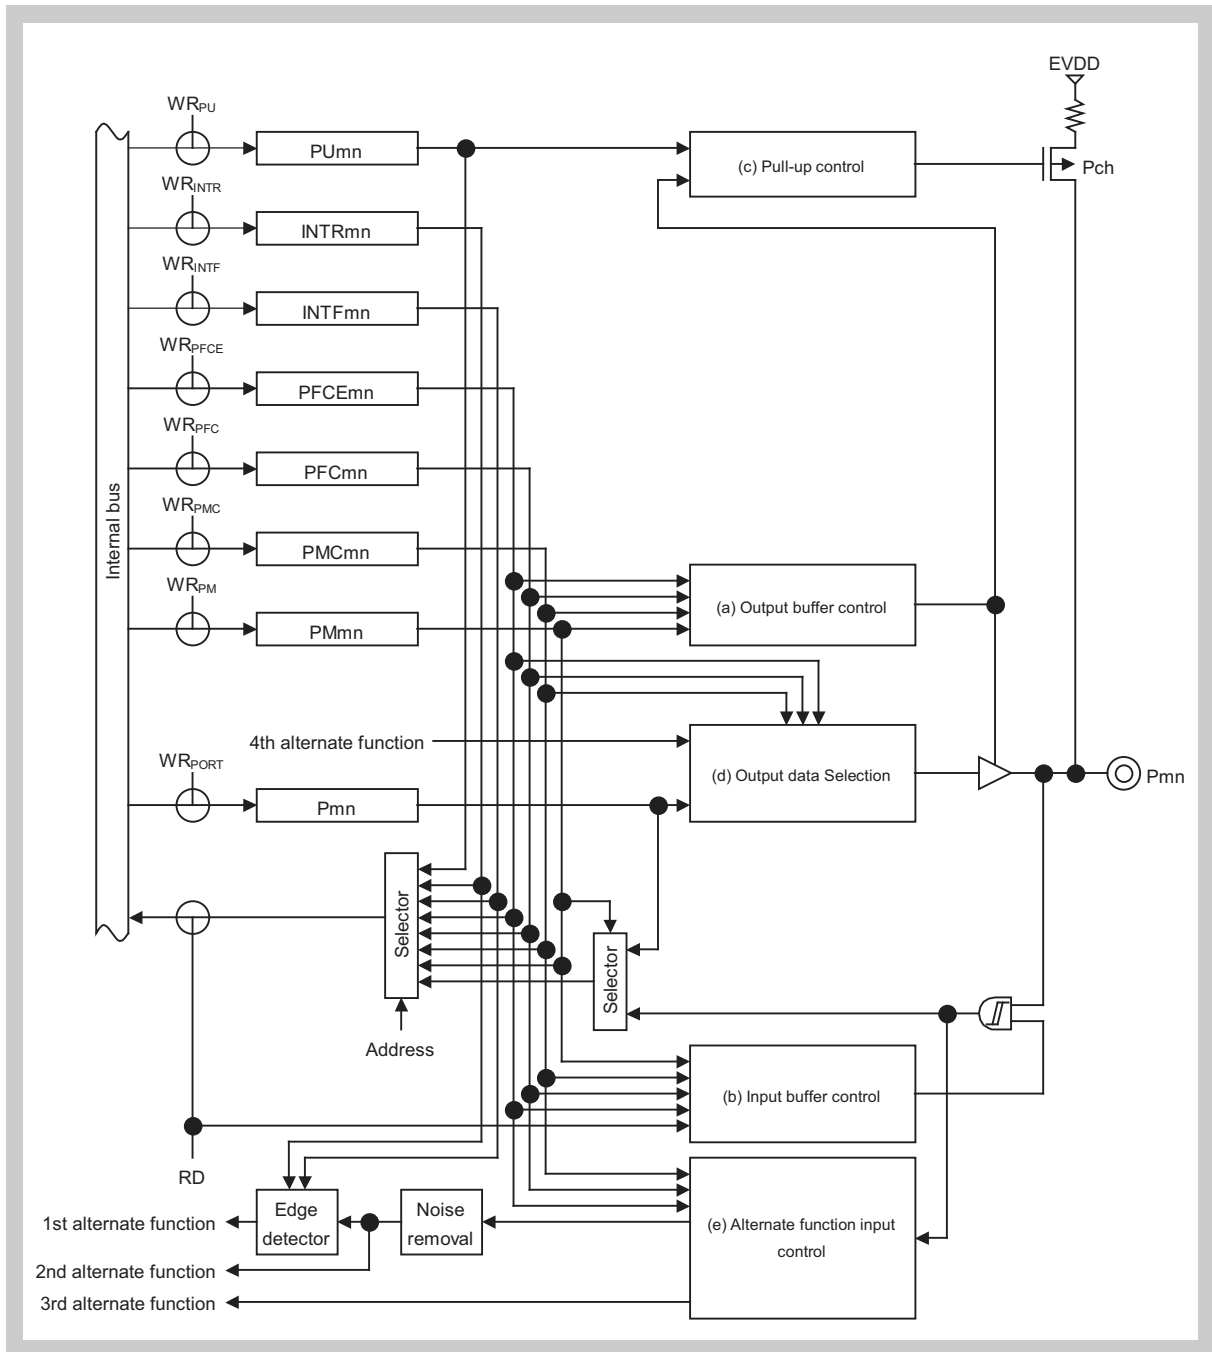 EVDD
WRPU
PUmn
(c) Pull-up control
Pch
WRINTR
INTRmn
WRINTF
INTFmn
WRPFCE
PFCEmn
WRPFC
PFCmn
Internal bus
WRPMC
PMCmn
WRPM
PMmn
(a) Output buffer control
4th alternate function
WRPORT
Pmn
(d) Output data Selection
Pmn
Selector
Selector
Address
(b) Input buffer control
RD
1st alternate function
Edge
detector
Noise
removal
(e) Alternate function input
control
2nd alternate function
3rd alternate function